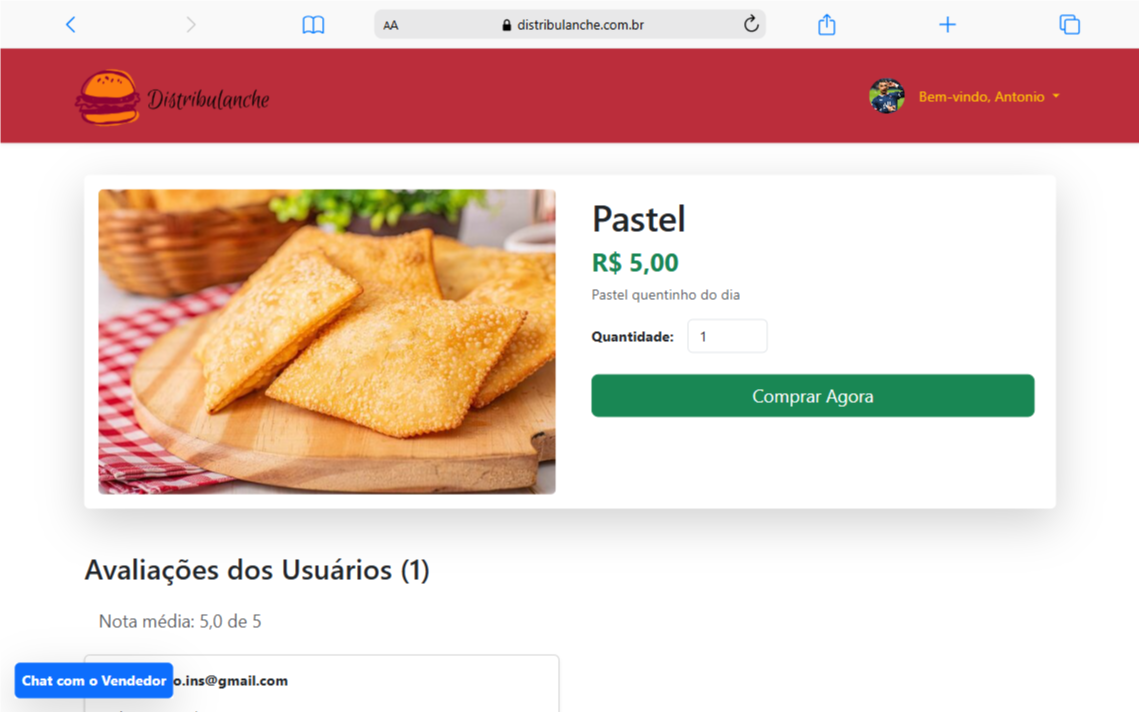 AA distribulanche.com.br
Distribulanche
Bem-vindo, Antonio
Pastel
R$ 5,00
Pastel quentinho do dia
Quantidade: 1
Comprar Agora
Avaliações dos Usuários (1)
Nota média: 5,0 de 5
Chat com o Vendedor
o.ins@gmail.com